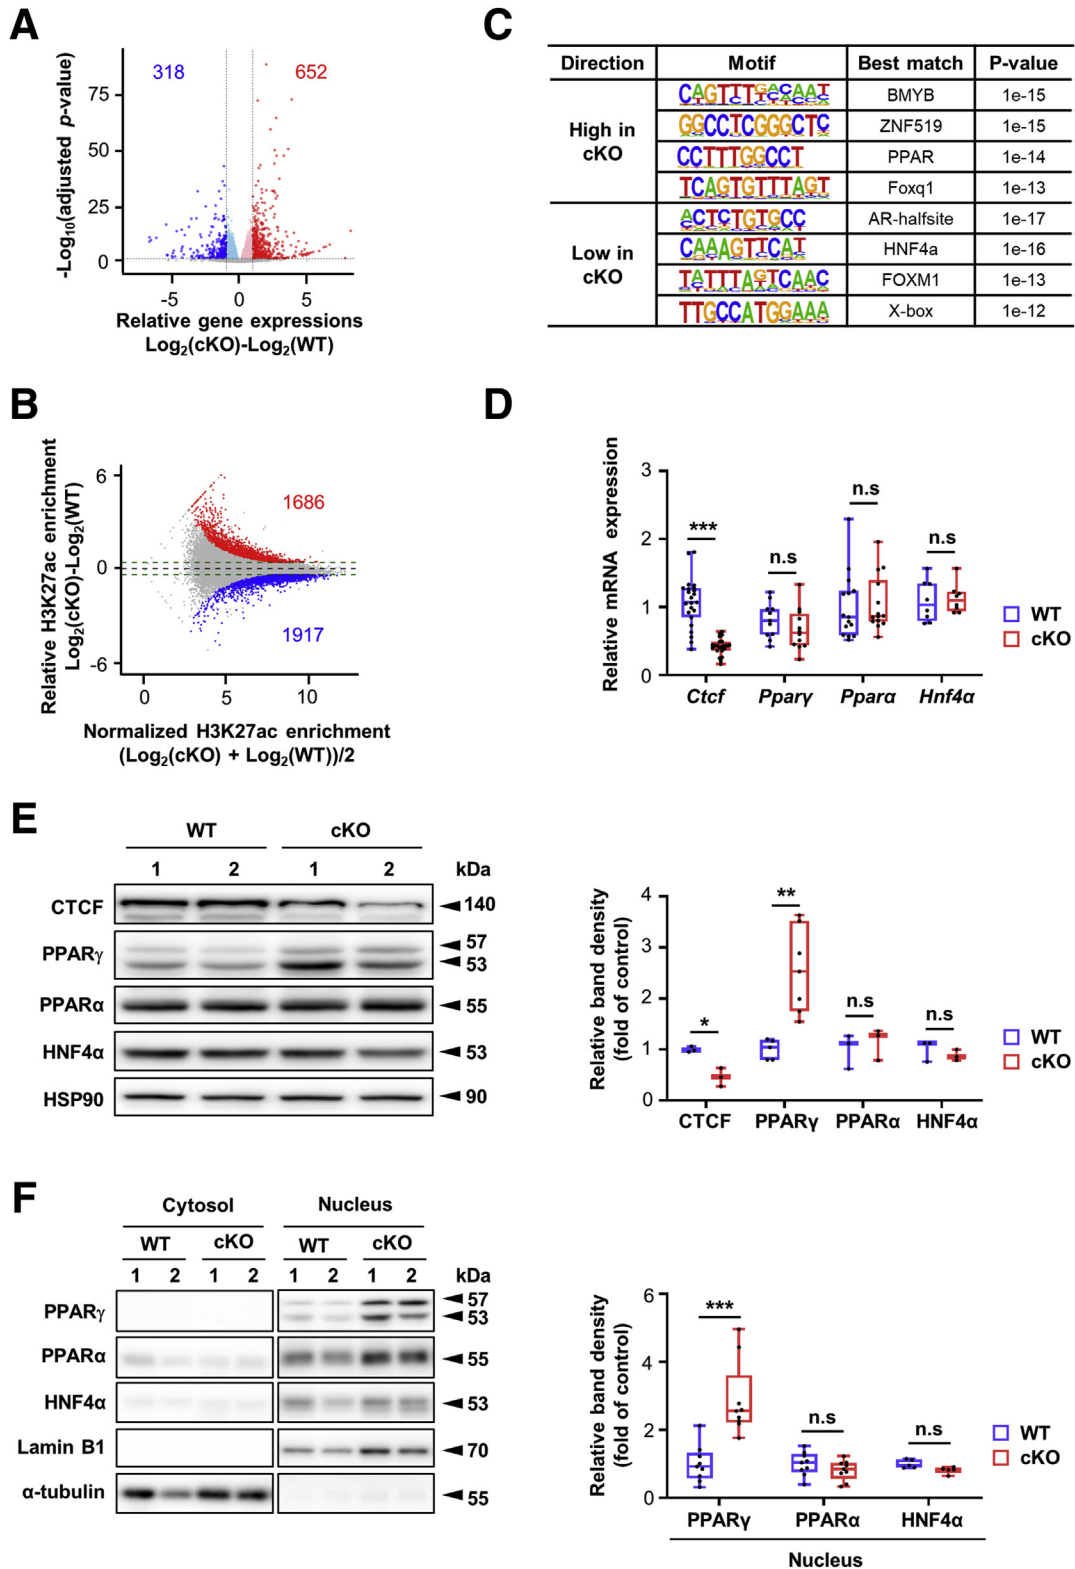 A
-Log10(adjusted p-value)
318
652
75
50
25
0
-5
0
5
Relative gene expressions
Log2(cKO)-Log2(WT)
C
Direction
Motif
Best match
P-value
High in
cKO
CAGTTTGACAAT
BMYB
1e-15
GGCCTCGGGCTC
ZNF519
1e-15
CCTTTGGCCT
PPAR
1e-14
TCAGTGTTTAGT
Foxq1
1e-13
Low in
cKO
ACTCTGTGCC
AR-halfsite
1e-17
CAAAGTTCAT
HNF4a
1e-16
TATTTAGTCAAC
FOXM1
1e-13
TTGCCATGGAAA
X-box
1e-12
B
Relative H3K27ac enrichment
Log2(cKO)-Log2(WT)
6
0
-6
1686
1917
0
5
10
Normalized H3K27ac enrichment
(Log2(cKO) + Log2(WT))/2
D
Relative mRNA expression
3
2
1
0
***
n.s
n.s
n.s
Ctcf
Pparγ
Pparα
Hnf4α
WT
cKO
E
WT
cKO
1
2
1
2
kDa
CTCF
140
PPARγ
57
53
PPARα
55
HNF4α
53
HSP90
90
Relative band density
(fold of control)
4
3
2
1
0
*
**
n.s
n.s
CTCF
PPARγ
PPARα
HNF4α
WT
cKO
F
Cytosol
Nucleus
WT
cKO
WT
cKO
1
2
1
2
1
2
1
2
kDa
PPARγ
57
53
PPARα
55
HNF4α
53
Lamin B1
70
α-tubulin
55
Relative band density
(fold of control)
6
4
2
0
***
n.s
n.s
PPARγ
PPARα
HNF4α
Nucleus
WT
cKO